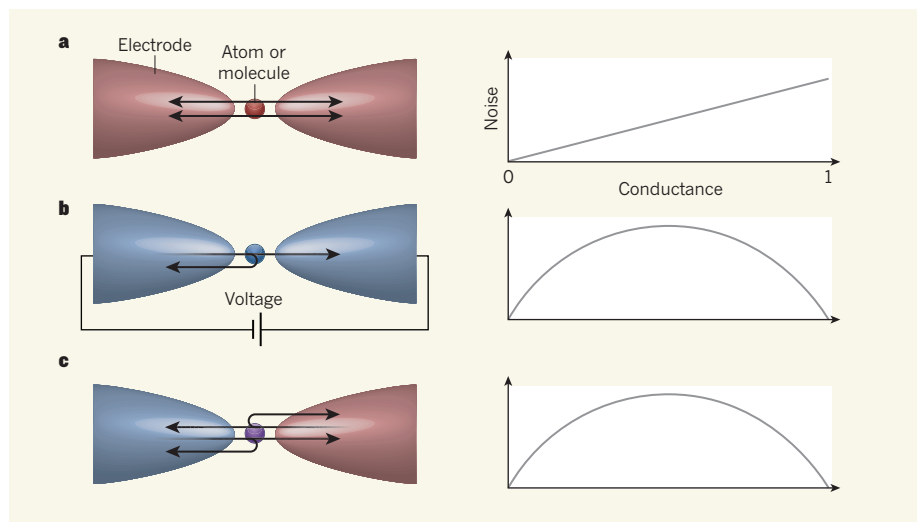 a
Electrode
Atom or
molecule
Noise
0
1
Conductance
b
Voltage
c